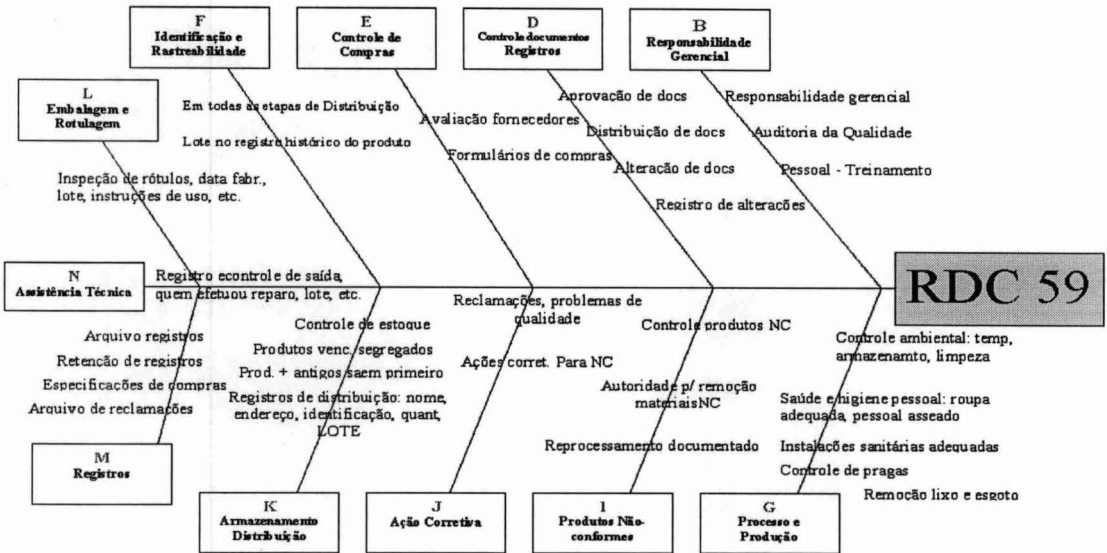 F
Identificação e
Rastreabilidade
E
Controle de
Compras
D
Controle documentos
Registros
B
Responsabilidade
Gerencial
L
Embalagem e
Rotulagem
Em todas as etapas de Distribuição
Lote no registro histórico do produto
Avaliação fornecedores
Formulários de compras
Aprovação de docs
Distribuição de docs
Alteração de docs
Registro de alterações
Responsabilidade gerencial
Auditoria da Qualidade
Pessoal - Treinamento
Inspeção de rótulos, data fabr.,
lote, instruções de uso, etc.
N
Assistência Técnica
Registro econtrole de saída,
quem efetuou reparo, lote, etc.
RDC 59
Arquivo registros
Retenção de registros
Especificações de compras
Arquivo de reclamações
Controle de estoque
Produtos venc. segregados
Prod. + antigos saem primeiro
Registros de distribuição: nome,
endereço, identificação, quant,
LOTE
Reclamações, problemas de
qualidade
Ações corret. Para NC
Controle produtos NC
Autoridade p/ remoção
materiaisNC
Reprocessamento documentado
Controle ambiental: temp,
armazenamto, limpeza
Saúde e higiene pessoal: roupa
adequada, pessoal asseado
Instalações sanitárias adequadas
Controle de pragas
Remoção lixo e esgoto
M
Registros
K
Armazenamento
Distribuição
J
Ação Corretiva
I
Produtos Não-
conformes
G
Processo e
Produção